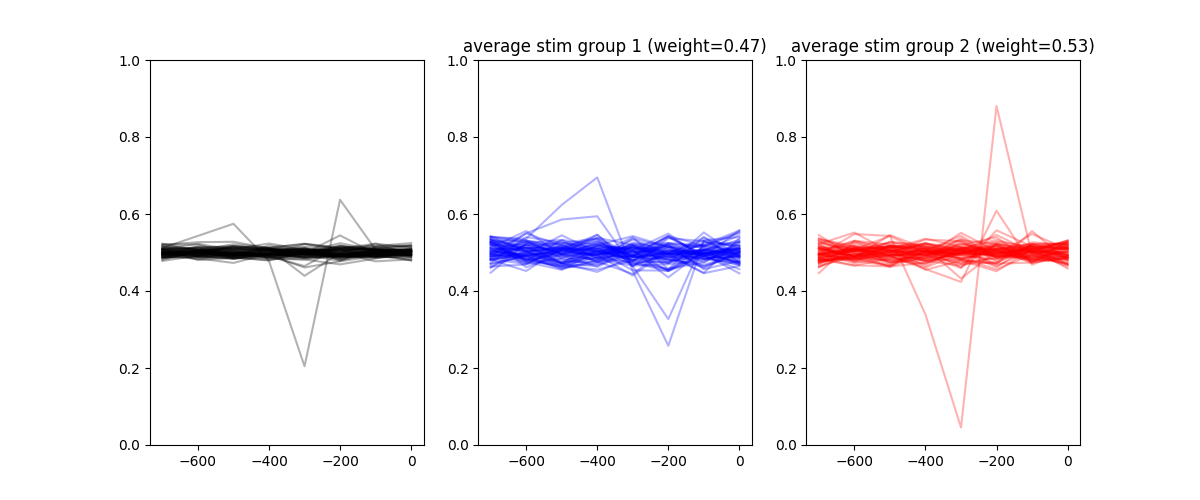 average stim group 1 (weight=0.47) average stim group 2 (weight=0.53)
1.0 1.0 1.0
0.8 0.8 0.8
0.6 0.6 0.6
0.4 0.4 0.4
0.2 0.2 0.2
0.0 0.0 0.0
−600 −400 −200 0 −600 −400 −200 0 −600 −400 −200 0